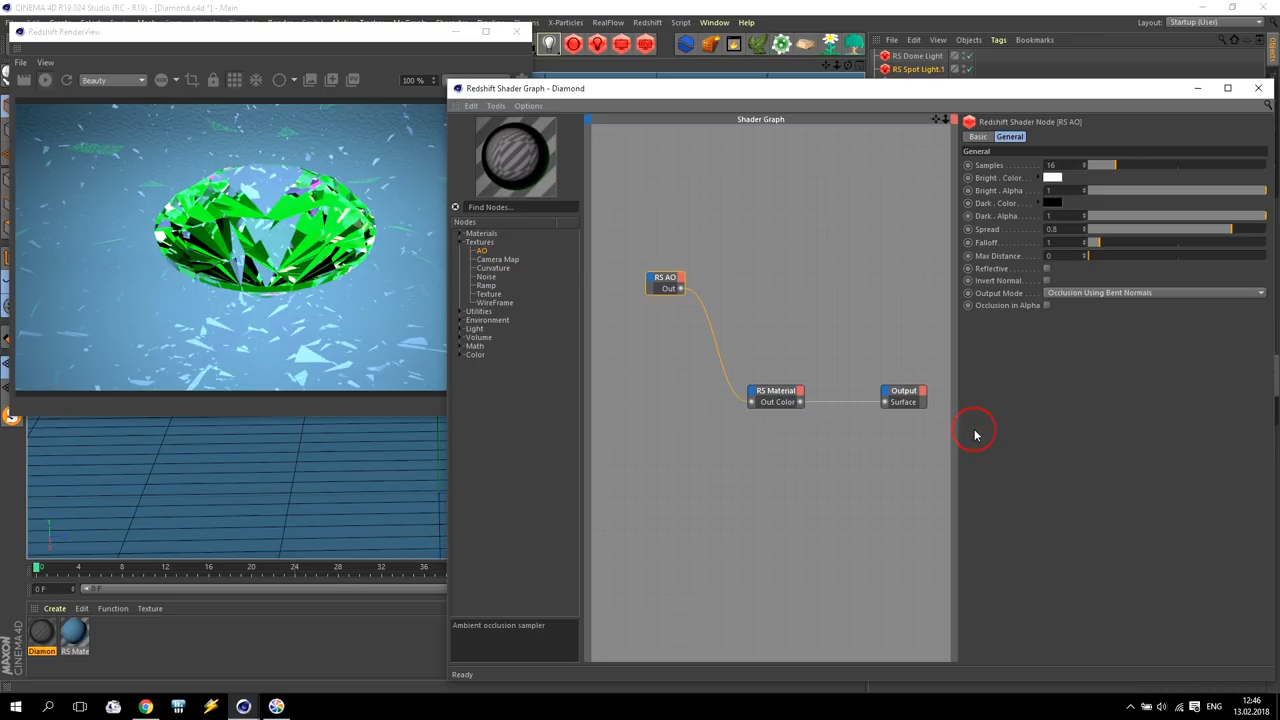 CINEMA 4D R19.024 Studio (RC - R19) - [Diamond.c4d *] - Main
X-Particles
RealFlow
Redshift
Script
Window
Help
Layout:
Startup (User)
Redshift RenderView
File
View
Beauty
100 %
File
Edit
View
Objects
Tags
Bookmarks
RS Dome Light
RS Spot Light.1
Redshift Shader Graph - Diamond
Edit
Tools
Options
Shader Graph
Find Nodes...
Nodes
Materials
Textures
AO
Camera Map
Curvature
Noise
Ramp
Texture
WireFrame
Utilities
Environment
Light
Volume
Math
Color
Ambient occlusion sampler
Ready
RS AO
Out
RS Material
Out Color
Output
Surface
Redshift Shader Node [RS AO]
Basic
General
General
Samples 16
Bright . Color
Bright . Alpha 1
Dark . Color
Dark . Alpha 1
Spread 0.8
Falloff 1
Max Distance 0
Reflective
Invert Normal
Output Mode Occlusion Using Bent Normals
Occlusion in Alpha
0 4 8 12 16 20 24 28 32 36
0 F
0 F
Create
Edit
Function
Texture
Diamon
RS Mate
MAXON
CINEMA 4D
ENG
12:46
13.02.2018